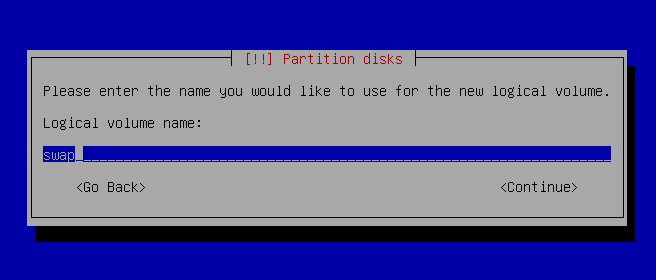 [!!] Partition disks
Please enter the name you would like to use for the new logical volume.
Logical volume name:
swap
<Go Back> <Continue>